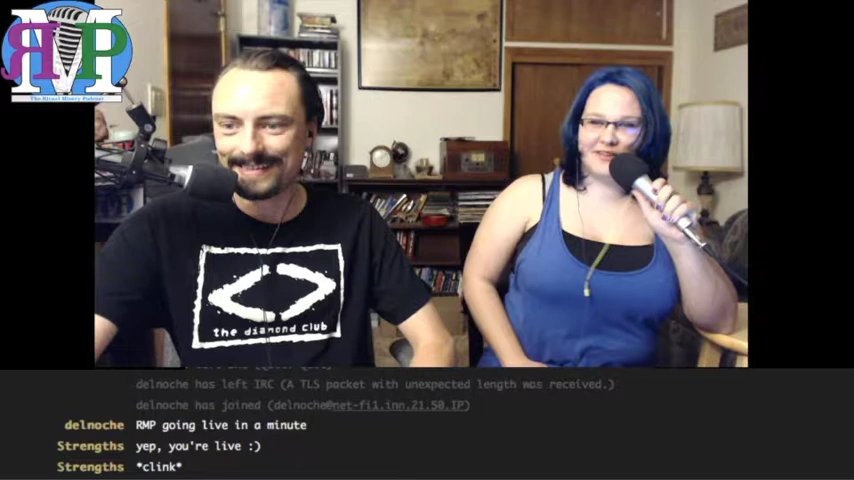 RMP
The Ritual Misery Podcast
the diamond club
delnoche has left IRC (A TLS packet with unexpected length was received.)
delnoche has joined (delnoche@net-fi1.inn.21.50.IP)
delnoche RMP going live in a minute
Strengths yep, you're live :)
Strengths *clink*